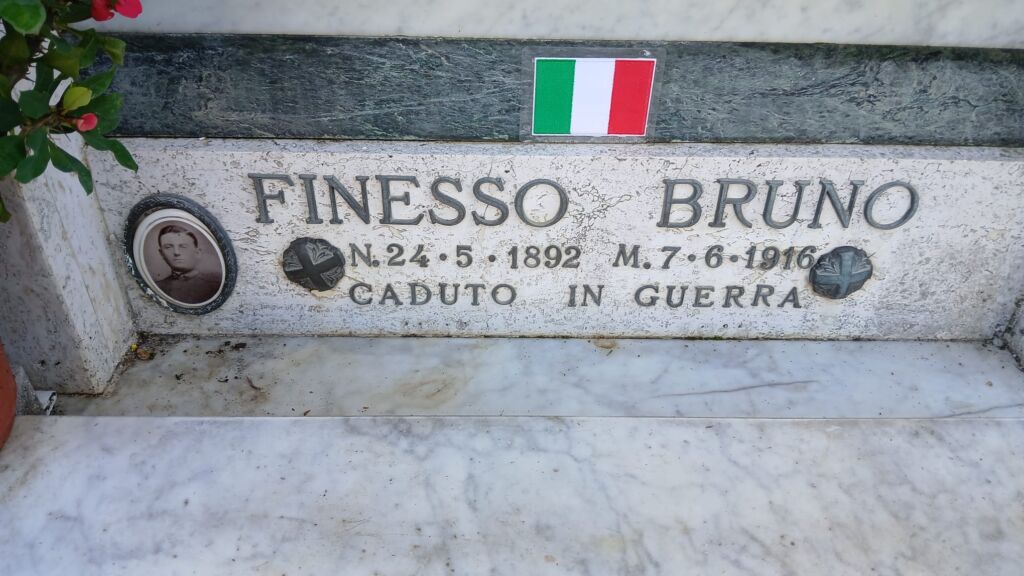 FINESSO BRUNO
N. 24 • 5 • 1892 M. 7 • 6 • 1916
CADUTO IN GUERRA